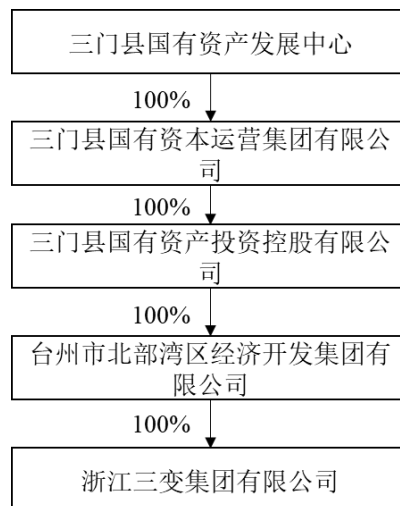 三门县国有资产发展中心
100%
三门县国有资本运营集团有限公
司
100%
三门县国有资产投资控股有限公
司
100%
台州市北部湾区经济开发集团有
限公司
100%
浙江三变集团有限公司